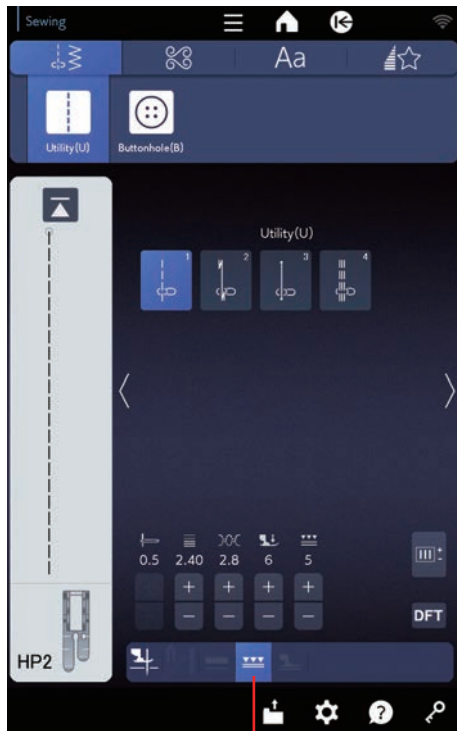 Sewing
Aa
Utility(U)
Buttonhole(B)
Utility(U)
1 2 3 4
0.5 2.40 2.8 6 5
+ + + +
- - - -
DFT
HP2
?